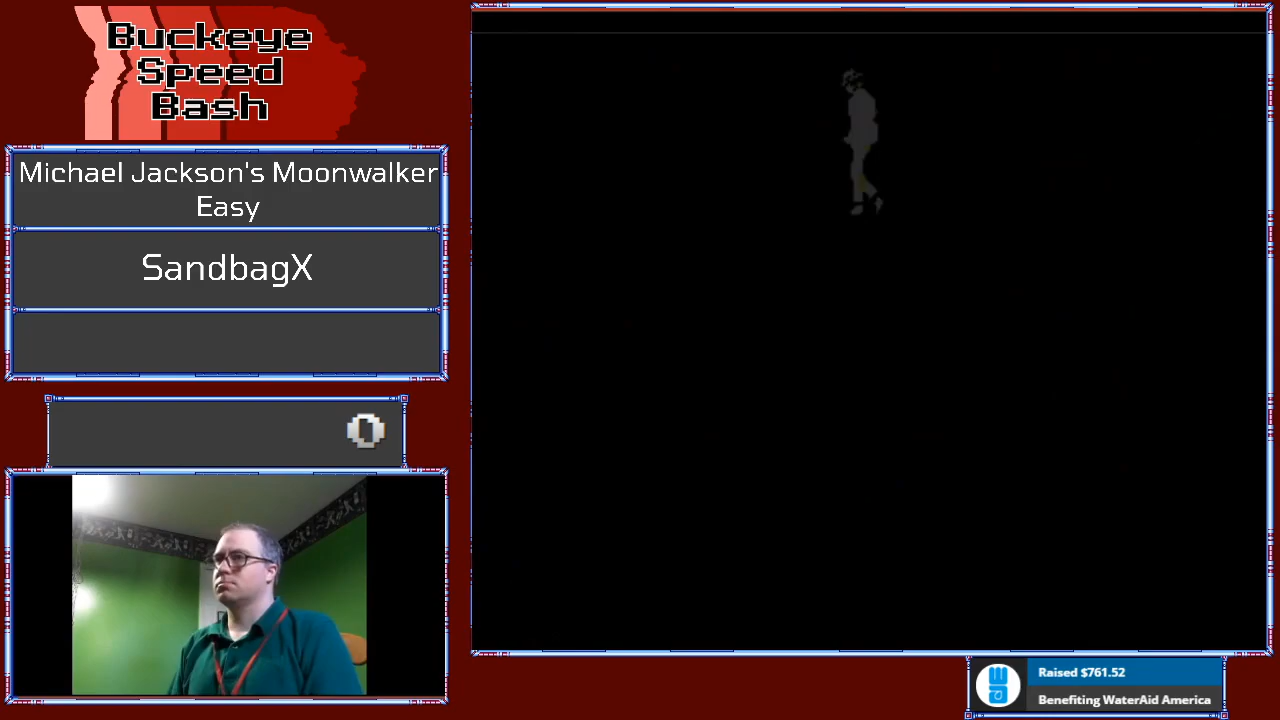 Buckeye
Speed
Bash
Michael Jackson's Moonwalker
Easy
SandbagX
0
Raised $761.52
Benefiting WaterAid America